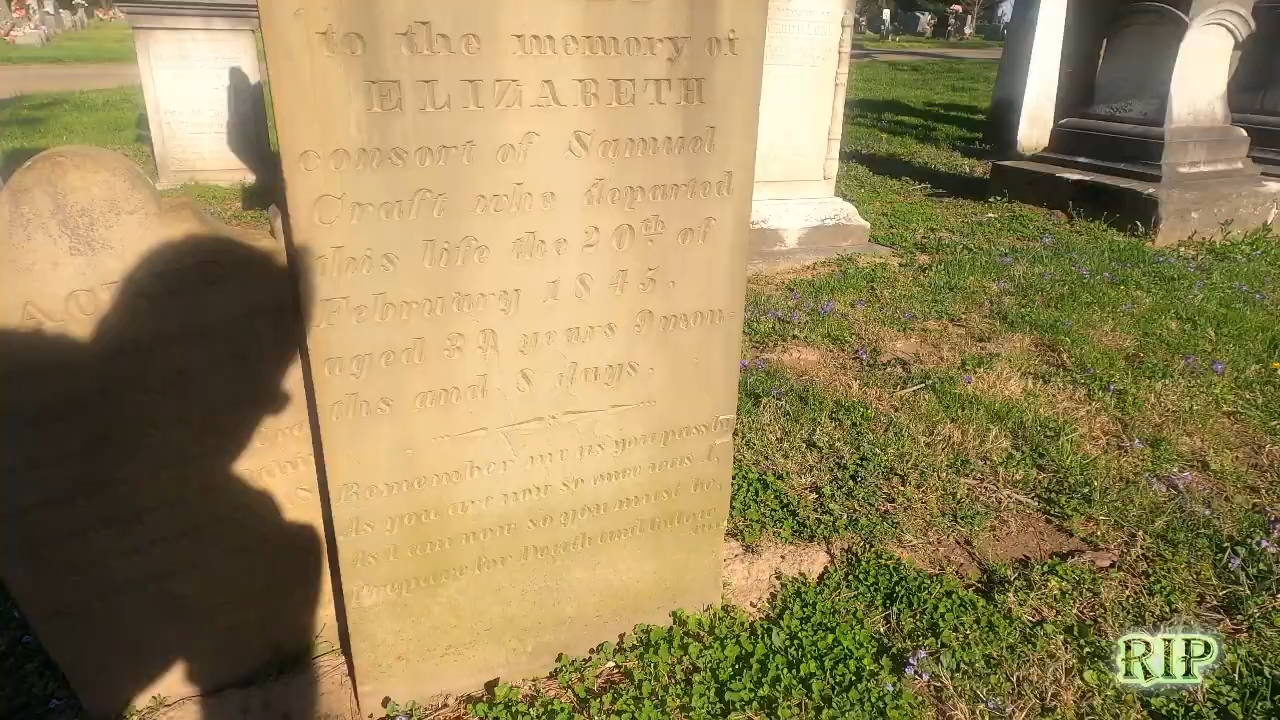 to the memory of
ELIZABETH
consort of Samuel
Craft who departed
this life the 20th of
February 1845.
aged 39 years 9 mon-
ths and 8 days.
Remember me as you pass by
As you are now so once was I,
As I am now so you must be,
Prepare for Death and follow
me.
RIP